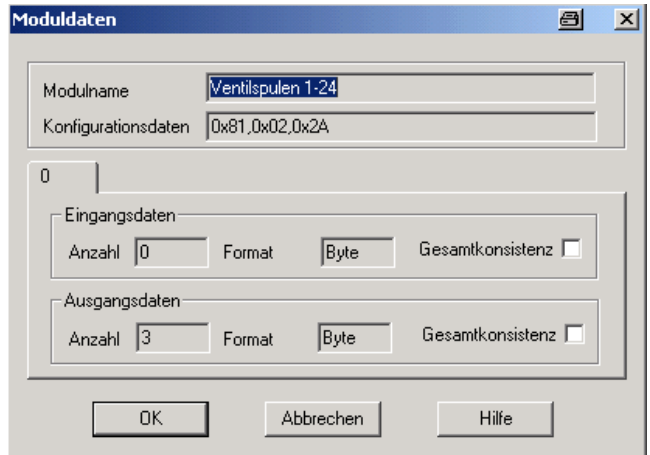 Moduldaten
Modulname Ventilspulen 1-24
Konfigurationsdaten 0x81,0x02,0x2A
0
Eingangsdaten
Anzahl 0 Format Byte Gesamtkonsistenz
Ausgangsdaten
Anzahl 3 Format Byte Gesamtkonsistenz
OK Abbrechen Hilfe